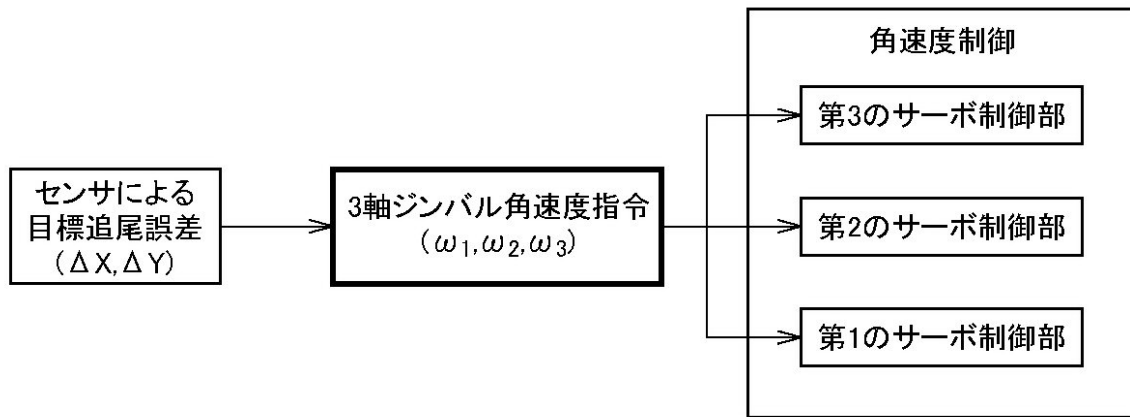 センサによる
目標追尾誤差
(ΔX,ΔY)
3軸ジンバル角速度指令
(ω1,ω2,ω3)
角速度制御
第3のサーボ制御部
第2のサーボ制御部
第1のサーボ制御部